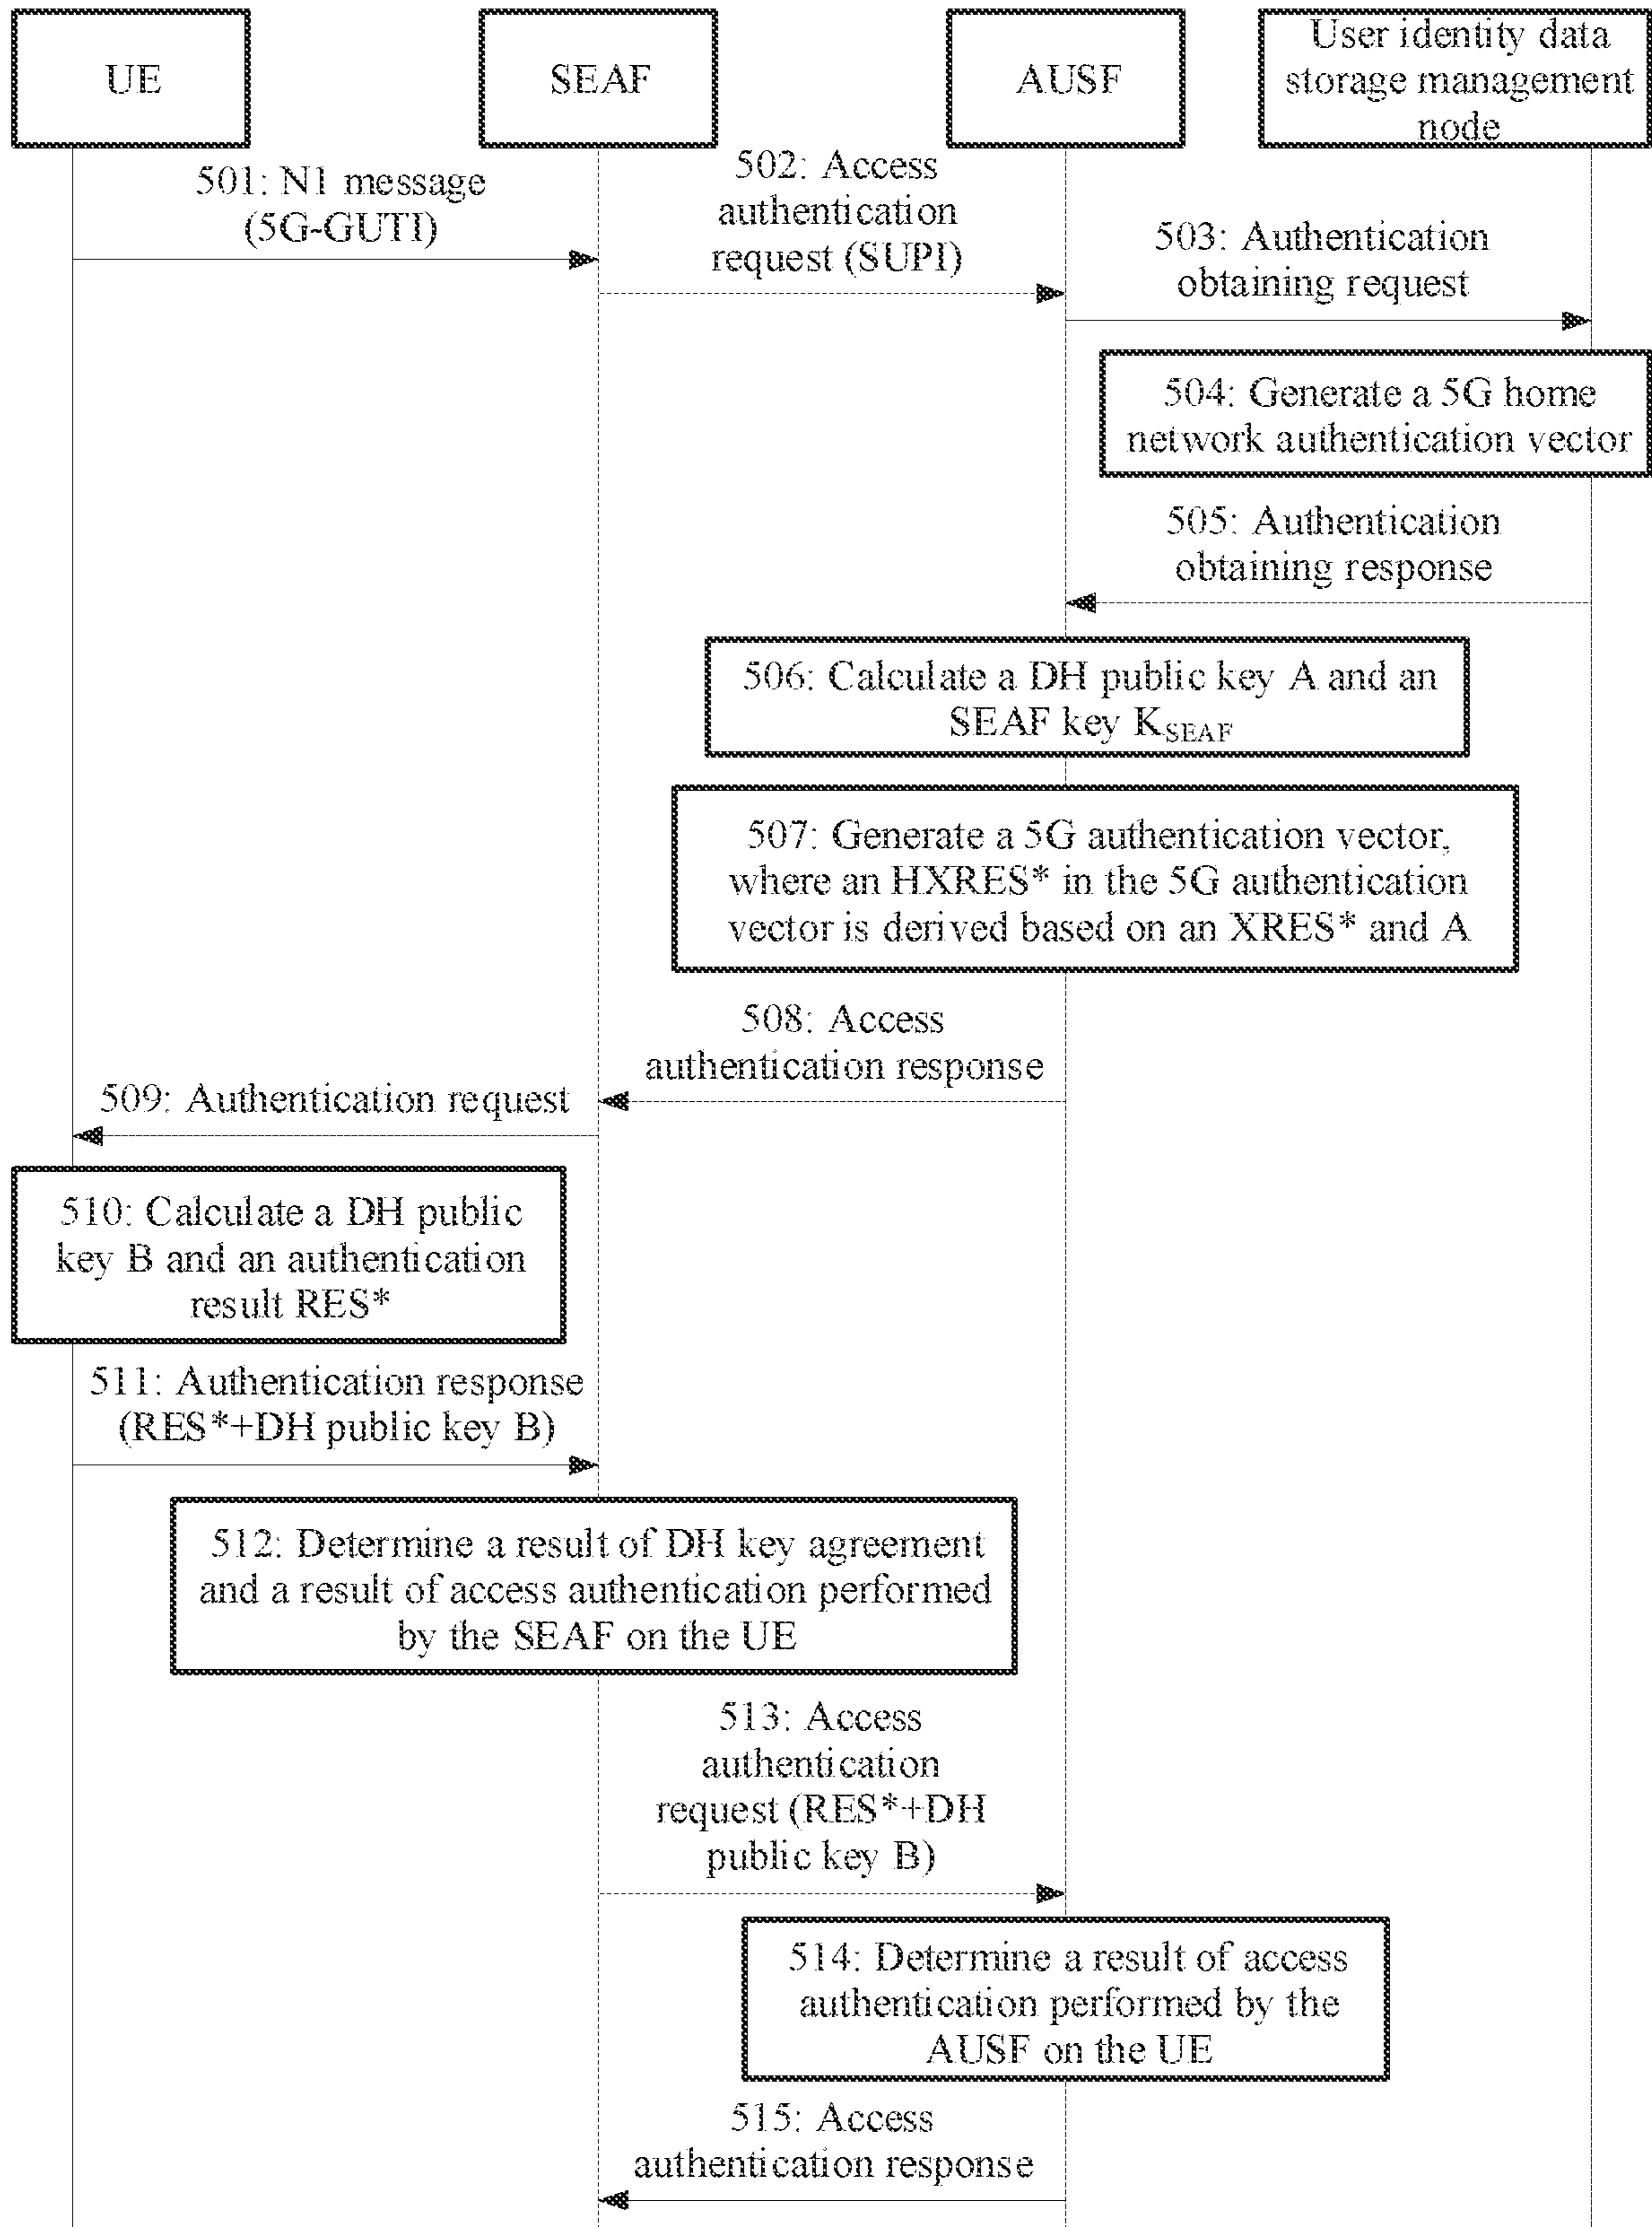 UE
SEAF
AUSF
User identity data
storage management
node
501: N1 message
(5G-GUTI)
502: Access
authentication
request (SUPI)
503: Authentication
obtaining request
504: Generate a 5G home
network authentication vector
505: Authentication
obtaining response
506: Calculate a DH public key A and an
SEAF key K_SEAF
507: Generate a 5G authentication vector,
where an HXRES* in the 5G authentication
vector is derived based on an XRES* and A
508: Access
authentication response
509: Authentication request
510: Calculate a DH public
key B and an authentication
result RES*
511: Authentication response
(RES*+DH public key B)
512: Determine a result of DH key agreement
and a result of access authentication performed
by the SEAF on the UE
513: Access
authentication
request (RES*+DH
public key B)
514: Determine a result of access
authentication performed by the
AUSF on the UE
515: Access
authentication response